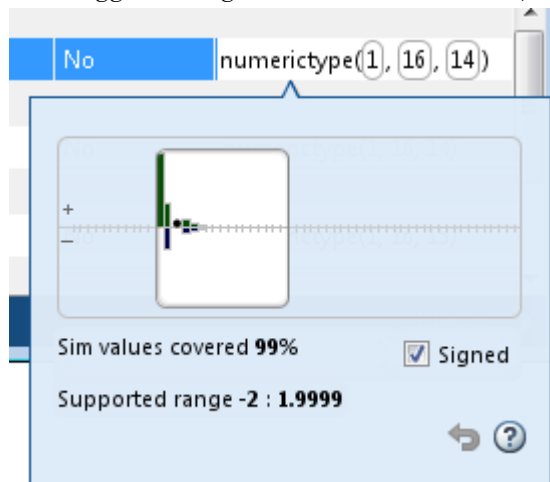 No numerictype(1, 16, 14)
+
−
Sim values covered 99%
Signed
Supported range -2 : 1.9999
?